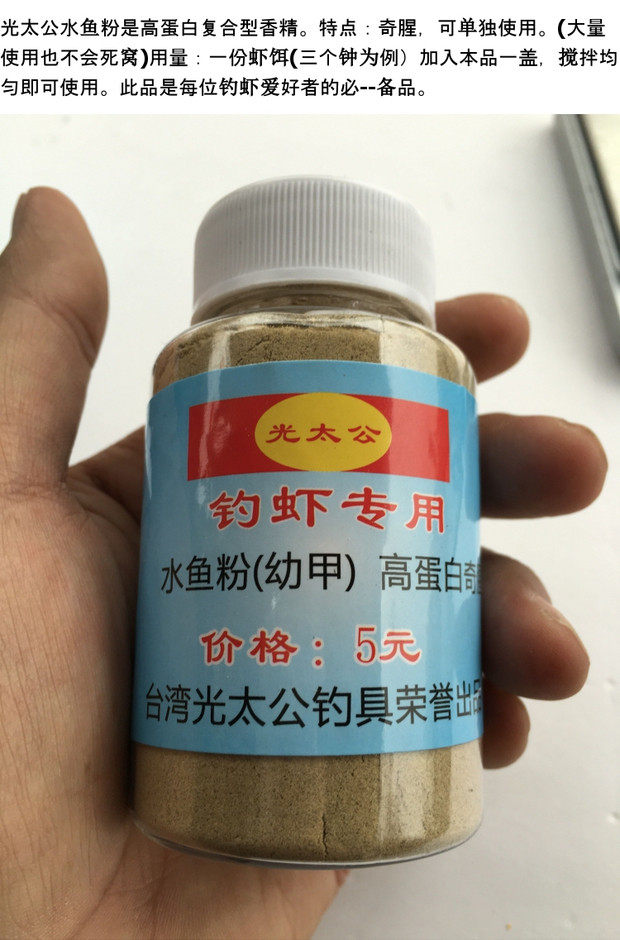 光太公水鱼粉是高蛋白复合型香精。特点：奇腥，可单独使用。(大量
使用也不会死窝)用量：一份虾饵(三个钟为例）加入本品一盖，搅拌均
匀即可使用。此品是每位钓虾爱好者的必--备品。
光太公
钓虾专用
水鱼粉(幼甲) 高蛋白奇
价格：5元
台湾光太公钓具荣誉出品